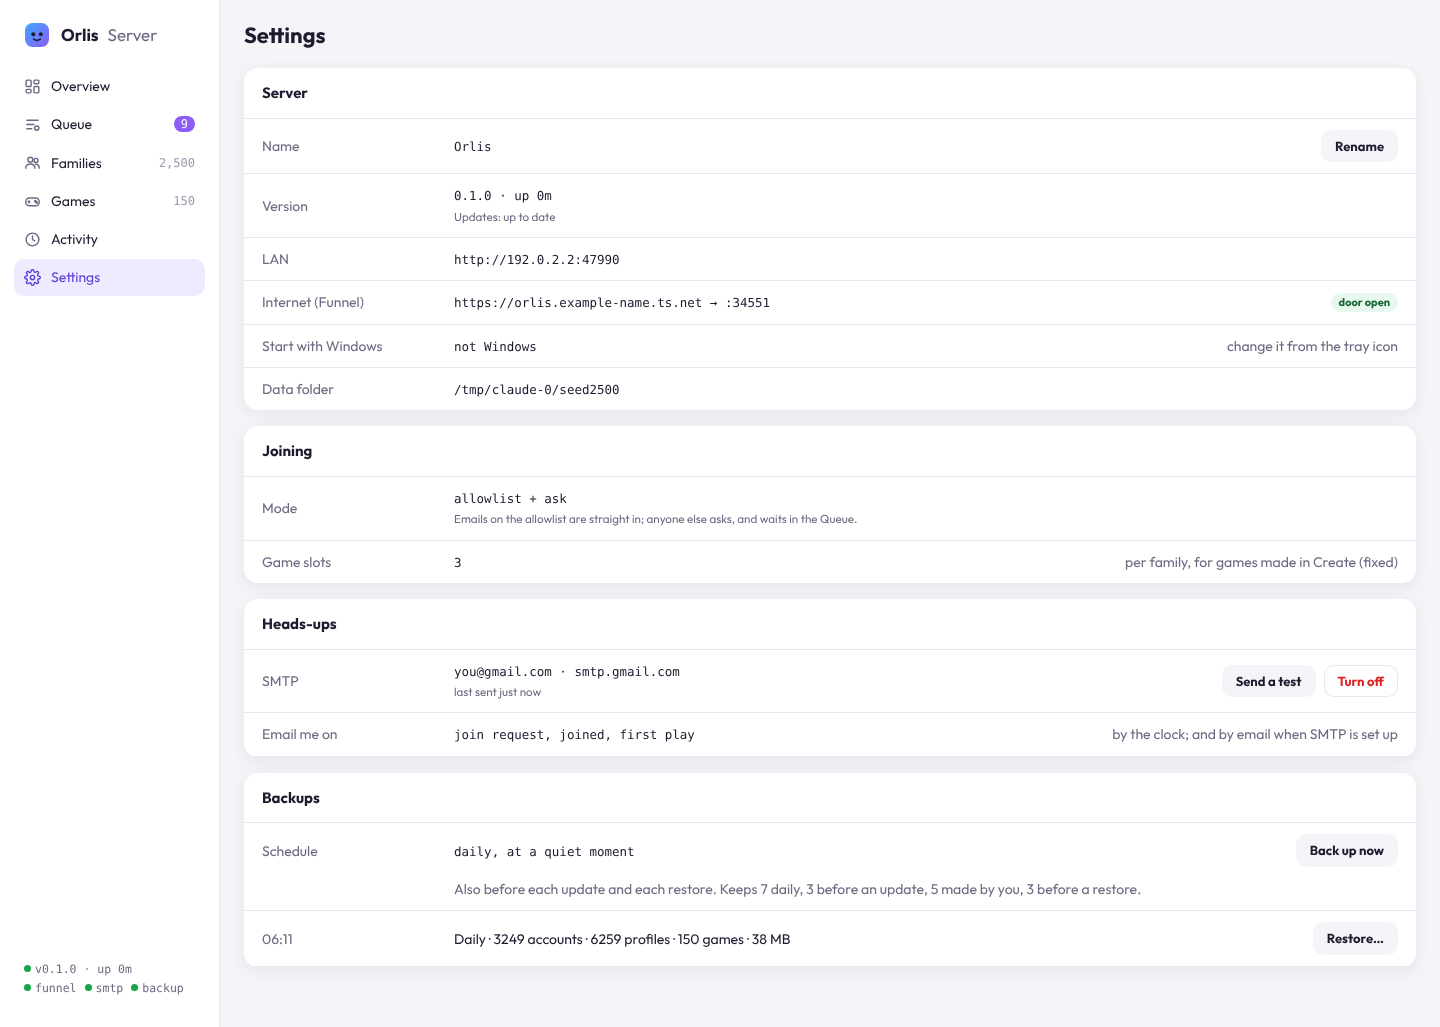 Orlis Server
Overview
Queue 9
Families 2,500
Games 150
Activity
Settings
v0.1.0 · up 0m
funnel smtp backup
Settings
Server
Name Orlis Rename
Version 0.1.0 · up 0m
Updates: up to date
LAN http://192.0.2.2:47990
Internet (Funnel) https://orlis.example-name.ts.net → :34551 door open
Start with Windows not Windows change it from the tray icon
Data folder /tmp/claude-0/seed2500
Joining
Mode allowlist + ask
Emails on the allowlist are straight in; anyone else asks, and waits in the Queue.
Game slots 3 per family, for games made in Create (fixed)
Heads-ups
SMTP you@gmail.com · smtp.gmail.com Send a test Turn off
last sent just now
Email me on join request, joined, first play by the clock; and by email when SMTP is set up
Backups
Schedule daily, at a quiet moment Back up now
Also before each update and each restore. Keeps 7 daily, 3 before an update, 5 made by you, 3 before a restore.
06:11 Daily · 3249 accounts · 6259 profiles · 150 games · 38 MB Restore...